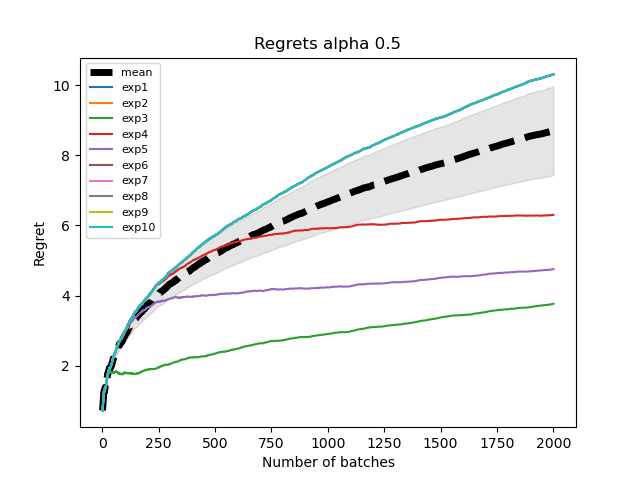 Regrets alpha 0.5
Regret
10
8
6
4
2
mean
exp1
exp2
exp3
exp4
exp5
exp6
exp7
exp8
exp9
exp10
0 250 500 750 1000 1250 1500 1750 2000
Number of batches